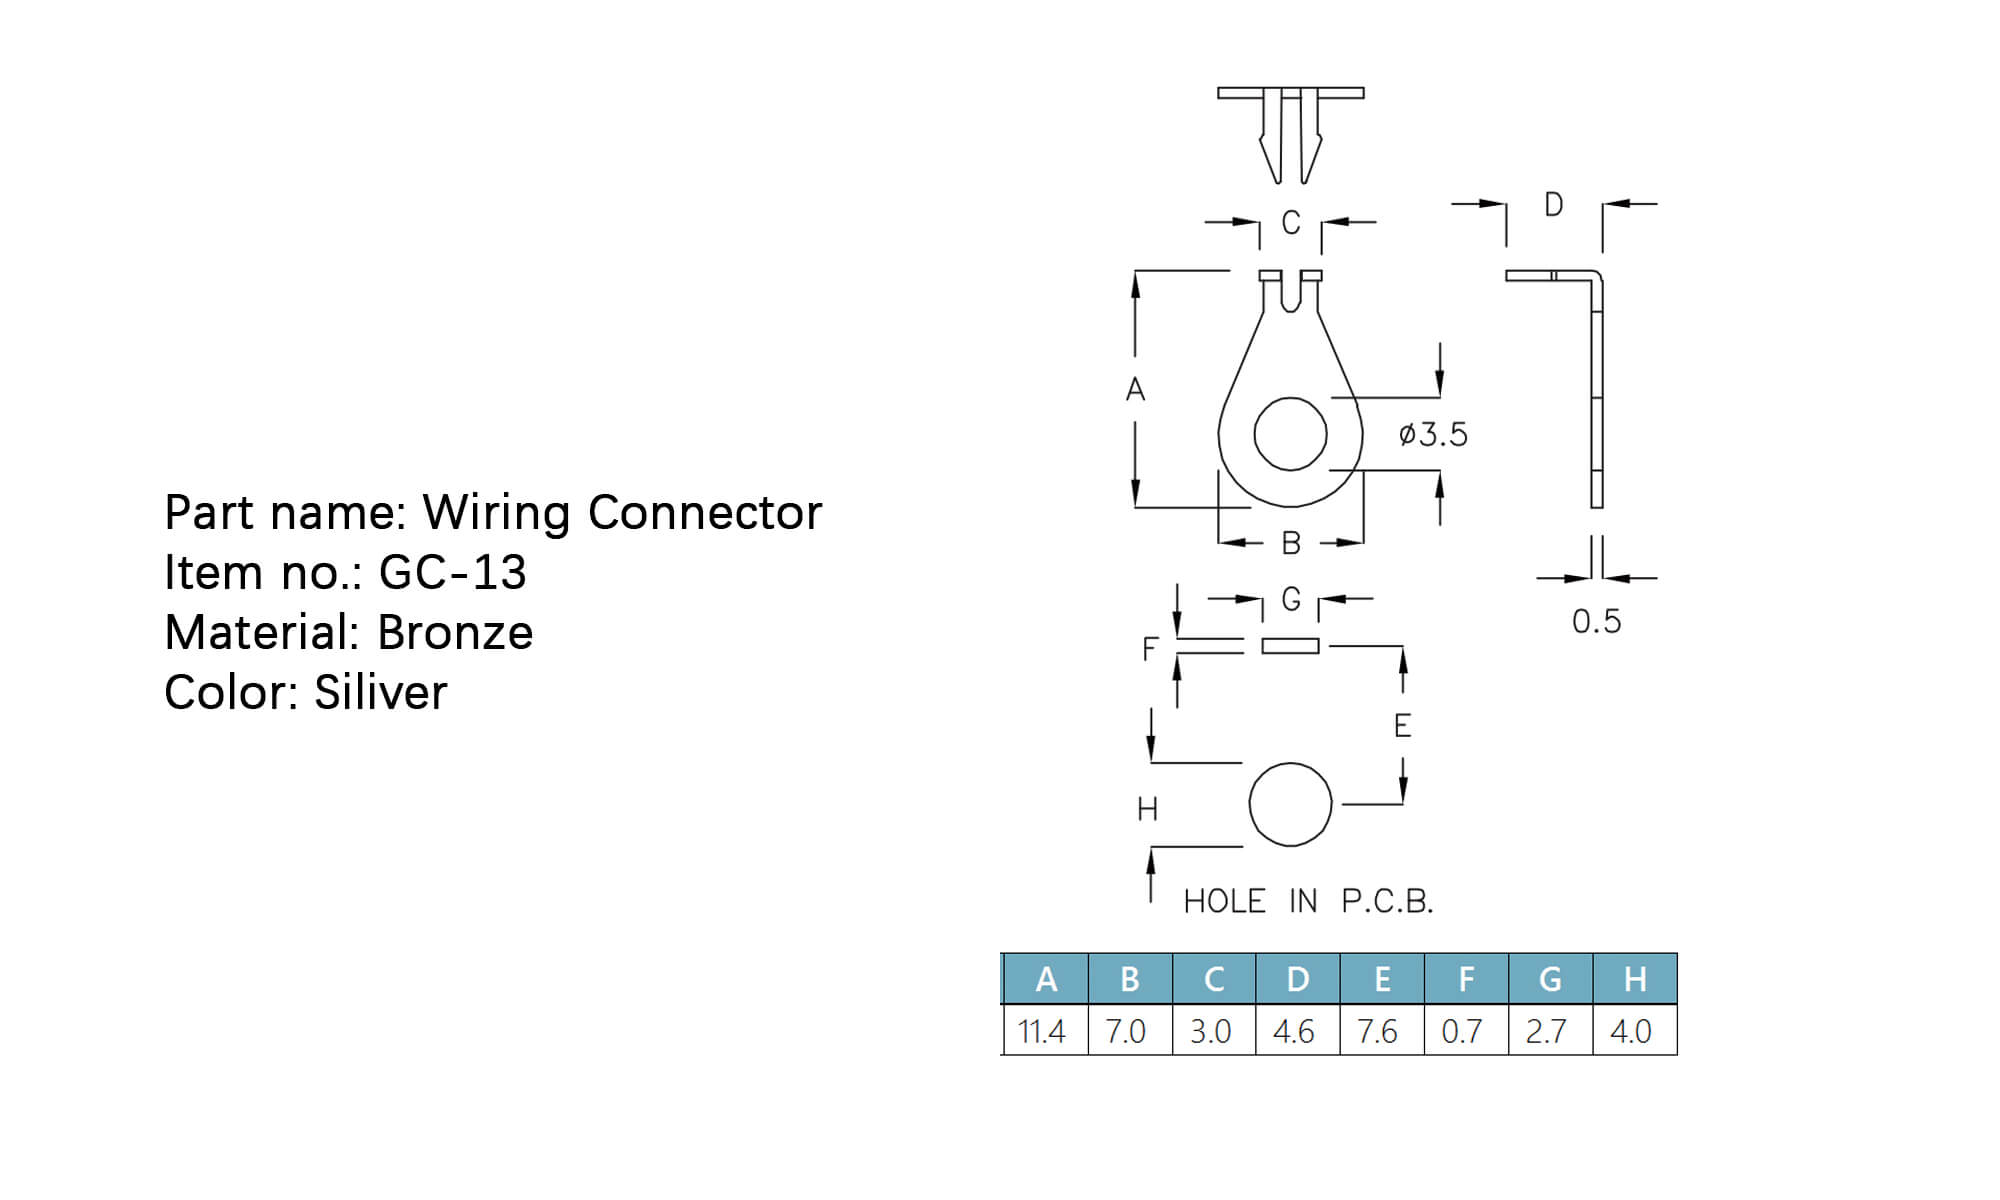 Part name: Wiring Connector
Item no.: GC-13
Material: Bronze
Color: Siliver
C
D
A
ø3.5
B
G
0.5
F
E
H
HOLE IN P.C.B.
A B C D E F G H
11.4 7.0 3.0 4.6 7.6 0.7 2.7 4.0